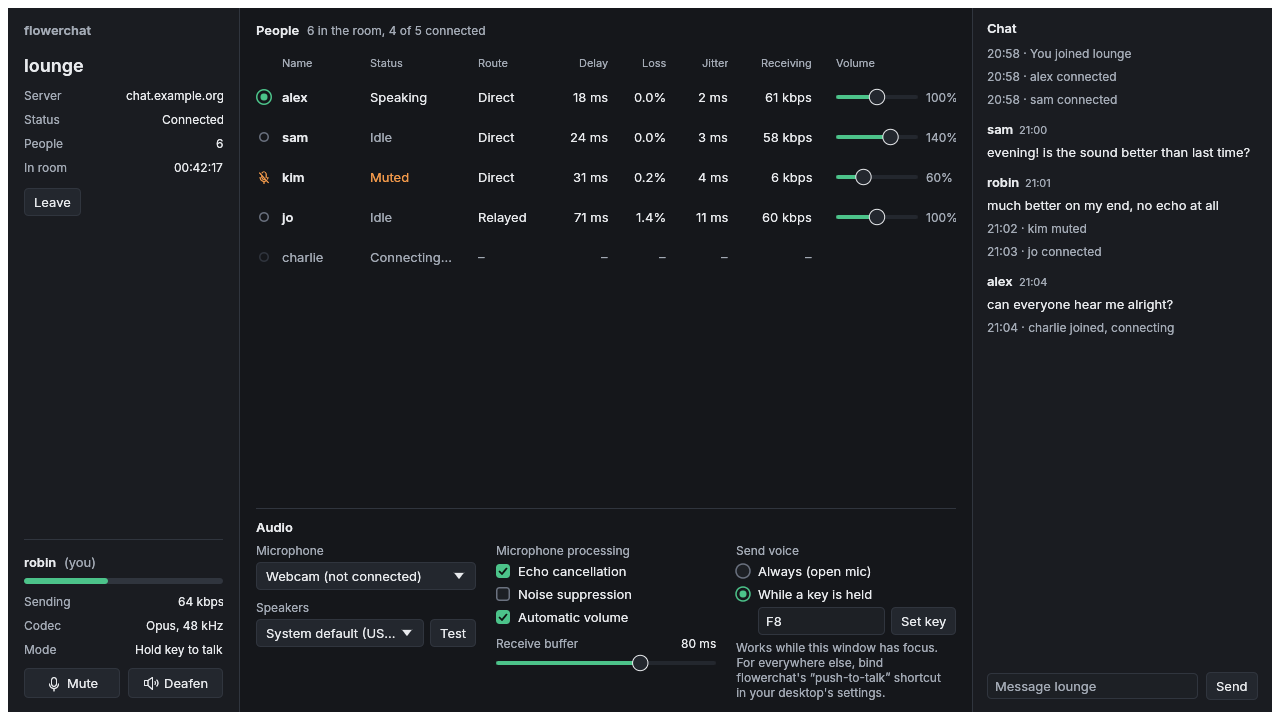 flowerchat
lounge
Server chat.example.org
Status Connected
People 6
In room 00:42:17
Leave
robin (you)
Sending 64 kbps
Codec Opus, 48 kHz
Mode Hold key to talk
Mute Deafen
People 6 in the room, 4 of 5 connected
Name Status Route Delay Loss Jitter Receiving Volume
alex Speaking Direct 18 ms 0.0% 2 ms 61 kbps 100%
sam Idle Direct 24 ms 0.0% 3 ms 58 kbps 140%
kim Muted Direct 31 ms 0.2% 4 ms 6 kbps 60%
jo Idle Relayed 71 ms 1.4% 11 ms 60 kbps 100%
charlie Connecting... – – – – –
Audio
Microphone
Webcam (not connected)
Speakers
System default (US... Test
Microphone processing
Echo cancellation
Noise suppression
Automatic volume
Receive buffer 80 ms
Send voice
Always (open mic)
While a key is held
F8 Set key
Works while this window has focus.
For everywhere else, bind
flowerchat's “push-to-talk” shortcut
in your desktop's settings.
Chat
20:58 · You joined lounge
20:58 · alex connected
20:58 · sam connected
sam 21:00
evening! is the sound better than last time?
robin 21:01
much better on my end, no echo at all
21:02 · kim muted
21:03 · jo connected
alex 21:04
can everyone hear me alright?
21:04 · charlie joined, connecting
Message lounge Send